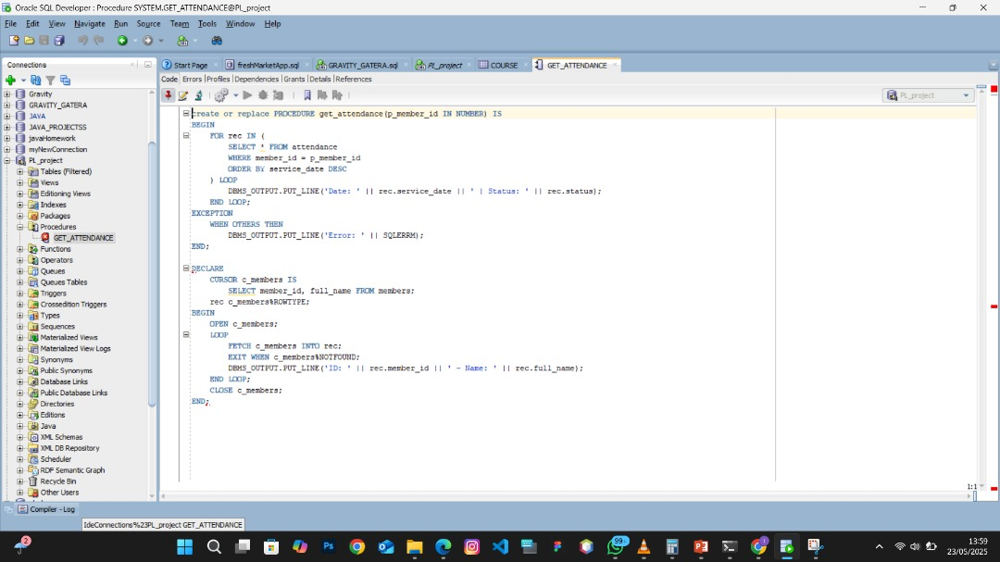 Oracle SQL Developer : Procedure SYSTEM.GET_ATTENDANCE@PL_project
File Edit View Navigate Run Source Team Tools Window Help
Connections
Start Page freshMarketApp.sql GRAVITY_GATERA.sql PL_project COURSE GET_ATTENDANCE
Code Errors Profiles Dependencies Grants Details References
PL_project
Gravity
GRAVITY_GATERA
JAVA
JAVA_PROJECTSS
javaHomework
myNewConnection
PL_project
Tables (Filtered)
Views
Editioning Views
Indexes
Packages
Procedures
GET_ATTENDANCE
Functions
Operators
Queues
Queues Tables
Triggers
Crossedition Triggers
Types
Sequences
Materialized Views
Materialized View Logs
Synonyms
Public Synonyms
Database Links
Public Database Links
Directories
Editions
Java
XML Schemas
XML DB Repository
Scheduler
RDF Semantic Graph
Recycle Bin
Other Users
create or replace PROCEDURE get_attendance(p_member_id IN NUMBER) IS
BEGIN
FOR rec IN (
SELECT * FROM attendance
WHERE member_id = p_member_id
ORDER BY service_date DESC
) LOOP
DBMS_OUTPUT.PUT_LINE('Date: ' || rec.service_date || ' | Status: ' || rec.status);
END LOOP;
EXCEPTION
WHEN OTHERS THEN
DBMS_OUTPUT.PUT_LINE('Error: ' || SQLERRM);
END;
DECLARE
CURSOR c_members IS
SELECT member_id, full_name FROM members;
rec c_members%ROWTYPE;
BEGIN
OPEN c_members;
LOOP
FETCH c_members INTO rec;
EXIT WHEN c_members%NOTFOUND;
DBMS_OUTPUT.PUT_LINE('ID: ' || rec.member_id || ' - Name: ' || rec.full_name);
END LOOP;
CLOSE c_members;
END;
1:1
Compiler - Log
IdeConnections%23PL_project GET_ATTENDANCE
2
Ps
99+
13:59
23/05/2025